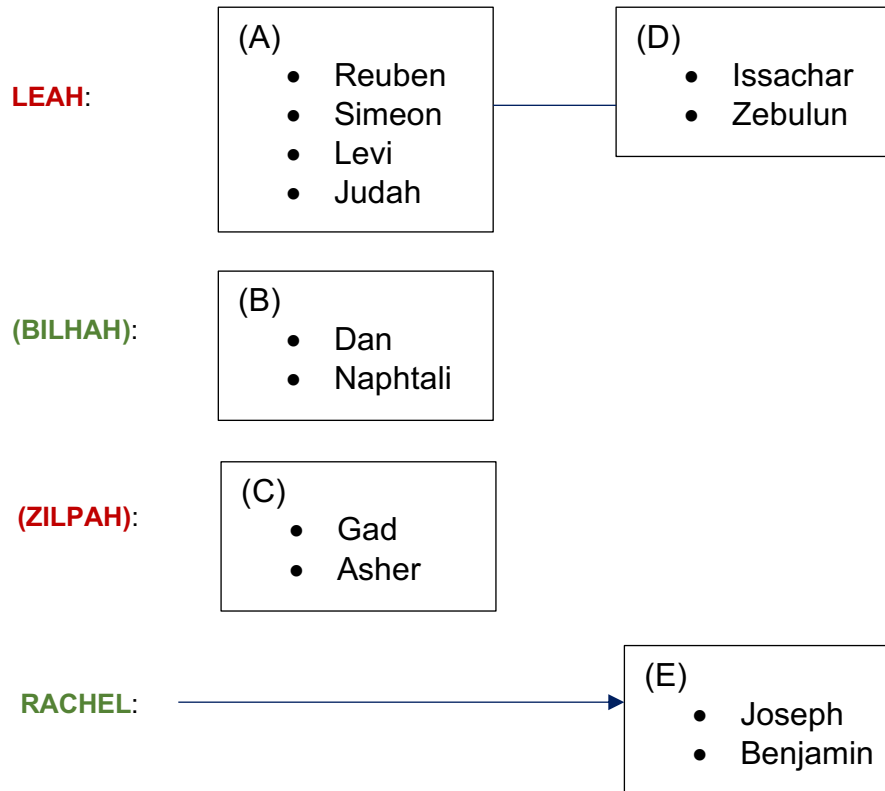 LEAH:
(A)
• Reuben
• Simeon
• Levi
• Judah
(D)
• Issachar
• Zebulun
(BILHAH):
(B)
• Dan
• Naphtali
(ZILPAH):
(C)
• Gad
• Asher
RACHEL:
(E)
• Joseph
• Benjamin